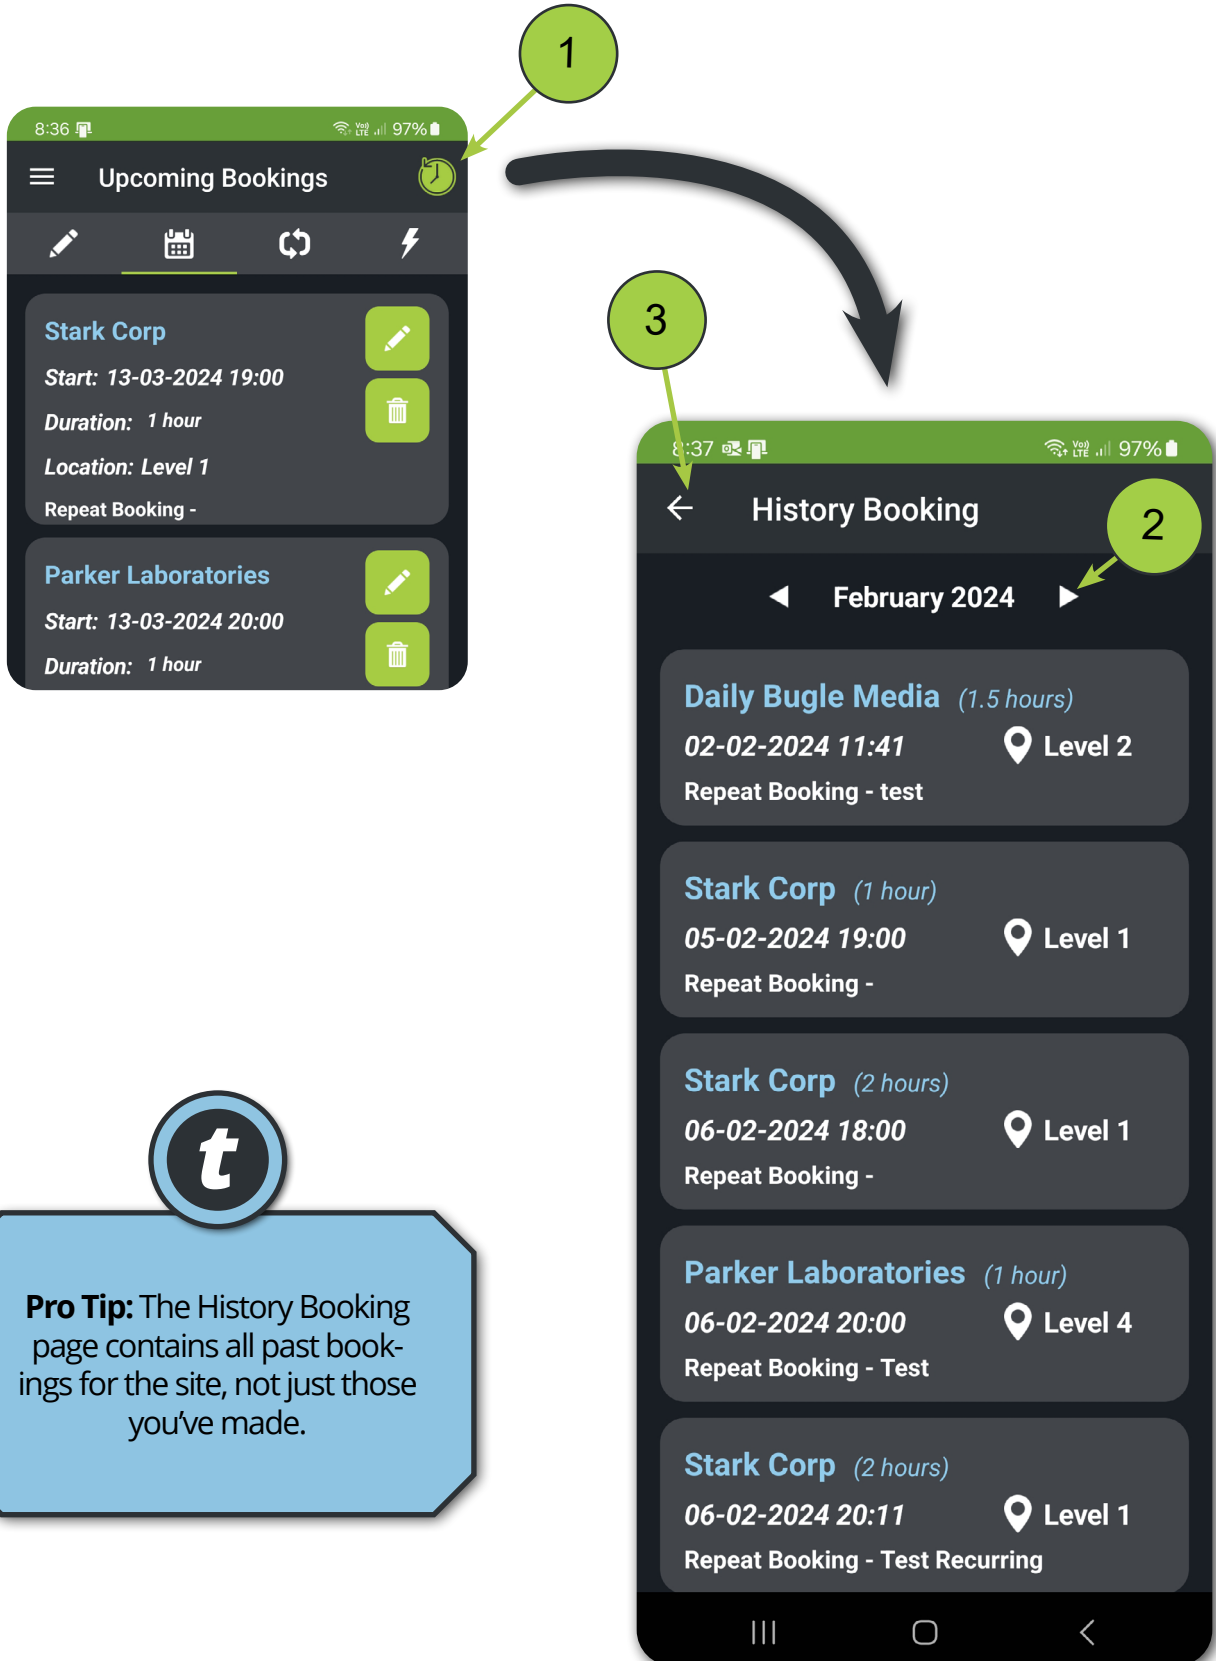 1
8:36
Vo)) LTE 97%
Upcoming Bookings
Stark Corp
Start: 13-03-2024 19:00
Duration: 1 hour
Location: Level 1
Repeat Booking -
Parker Laboratories
Start: 13-03-2024 20:00
Duration: 1 hour
3
8:37
Vo)) LTE 97%
History Booking
2
February 2024
Daily Bugle Media (1.5 hours)
02-02-2024 11:41 Level 2
Repeat Booking - test
Stark Corp (1 hour)
05-02-2024 19:00 Level 1
Repeat Booking -
Stark Corp (2 hours)
06-02-2024 18:00 Level 1
Repeat Booking -
Parker Laboratories (1 hour)
06-02-2024 20:00 Level 4
Repeat Booking - Test
Stark Corp (2 hours)
06-02-2024 20:11 Level 1
Repeat Booking - Test Recurring
t
Pro Tip: The History Booking
page contains all past book-
ings for the site, not just those
you've made.